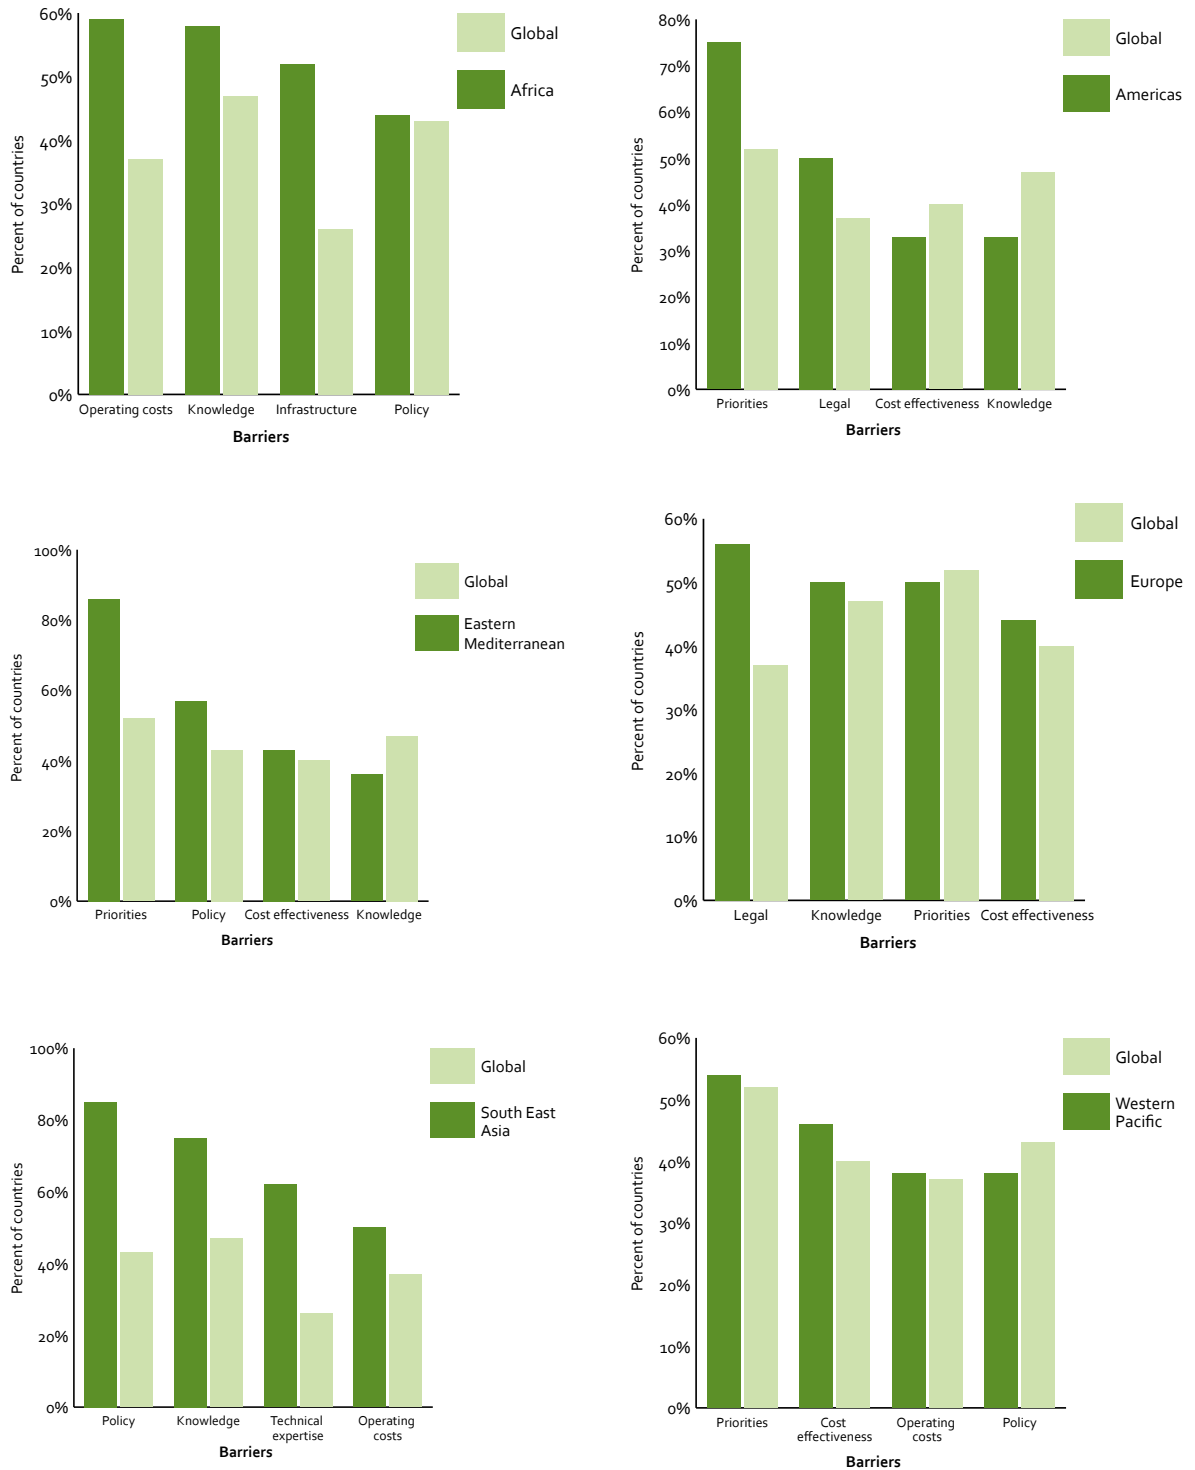 60%
50%
40%
30%
20%
10%
0%
Percent of countries
Operating costs
Knowledge
Infrastructure
Policy
Barriers
Global
Africa
80%
70%
60%
50%
40%
30%
20%
10%
0%
Percent of countries
Priorities
Legal
Cost effectiveness
Knowledge
Barriers
Global
Americas
100%
80%
60%
40%
20%
0%
Percent of countries
Priorities
Policy
Cost effectiveness
Knowledge
Barriers
Global
Eastern
Mediterranean
60%
50%
40%
30%
20%
10%
0%
Percent of countries
Legal
Knowledge
Priorities
Cost effectiveness
Barriers
Global
Europe
100%
80%
60%
40%
20%
0%
Percent of countries
Policy
Knowledge
Technical
expertise
Operating
costs
Barriers
Global
South East
Asia
60%
50%
40%
30%
20%
10%
0%
Percent of countries
Priorities
Cost
effectiveness
Operating
costs
Policy
Barriers
Global
Western
Pacific